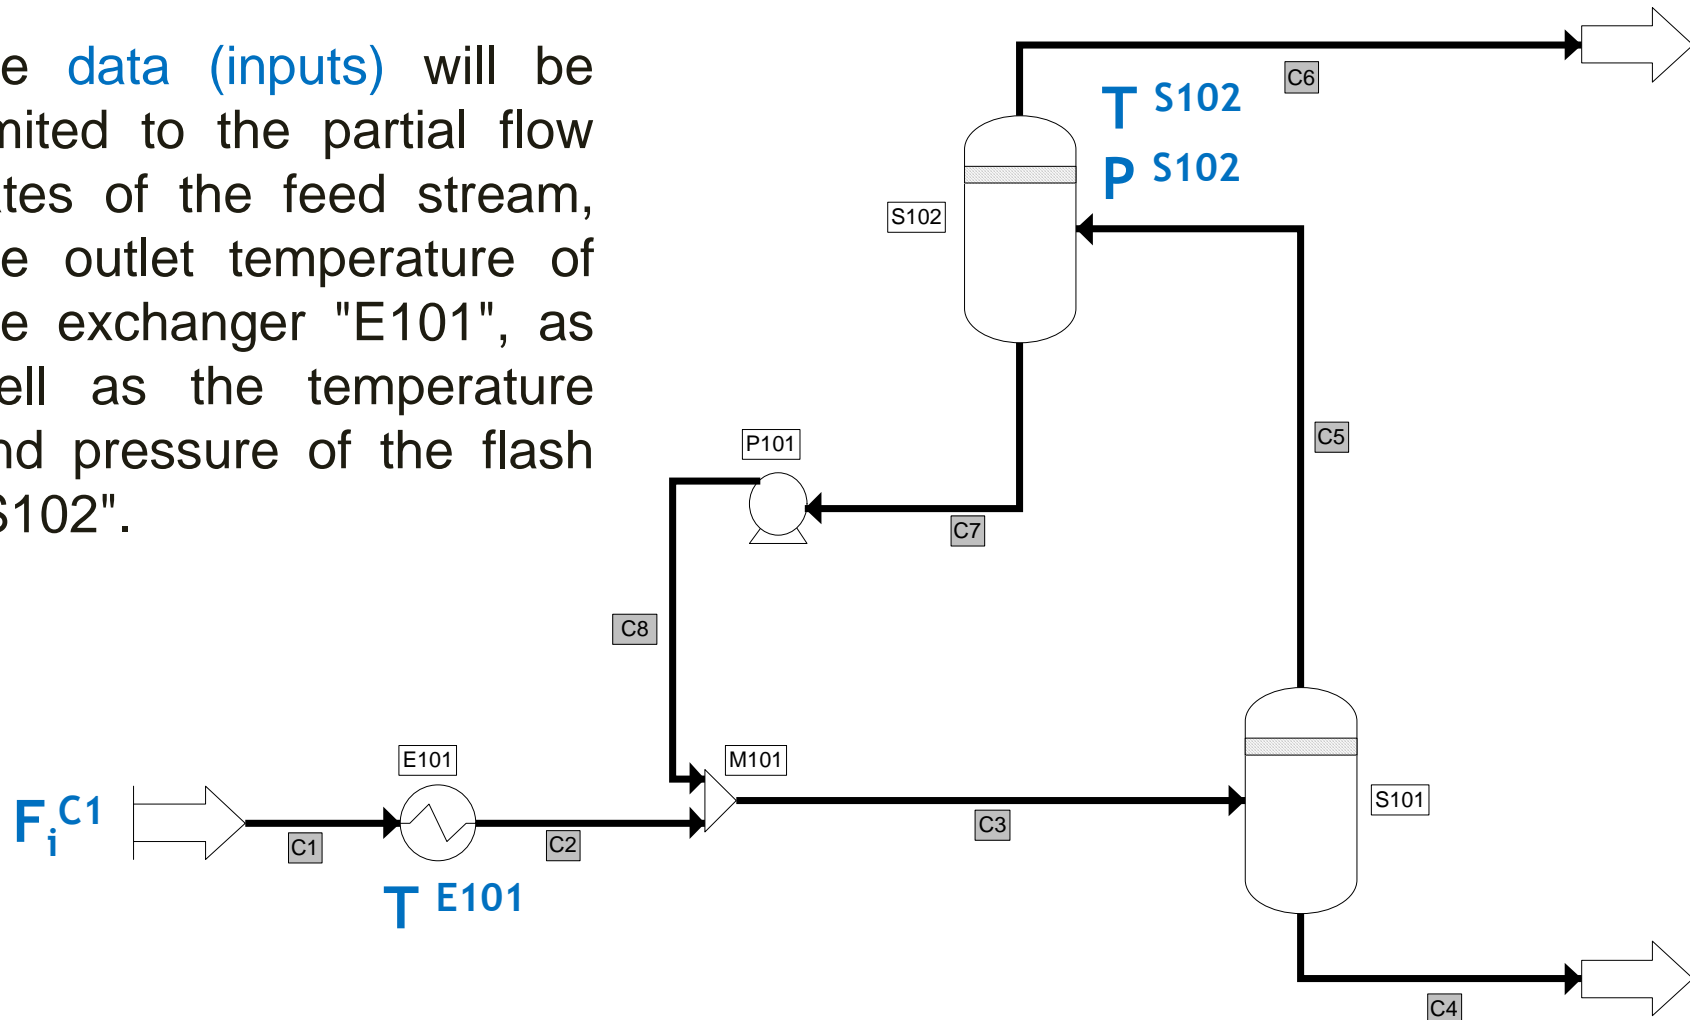 e data (inputs) will be
mited to the partial flow
ates of the feed stream,
e outlet temperature of
e exchanger "E101", as
ell as the temperature
nd pressure of the flash
S102".
C6
T S102
P S102
S102
C5
P101
C7
C8
E101
M101
S101
C3
F i C1
C1
C2
T E101
C4